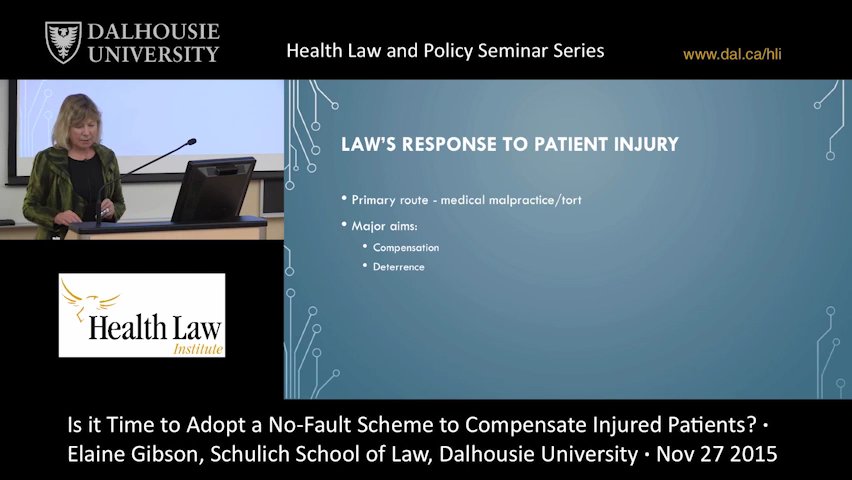 DALHOUSIE
UNIVERSITY
Health Law and Policy Seminar Series
www.dal.ca/hli
LAW'S RESPONSE TO PATIENT INJURY
• Primary route - medical malpractice/tort
• Major aims:
• Compensation
• Deterrence
Health Law
Institute
Is it Time to Adopt a No-Fault Scheme to Compensate Injured Patients? •
Elaine Gibson, Schulich School of Law, Dalhousie University • Nov 27 2015